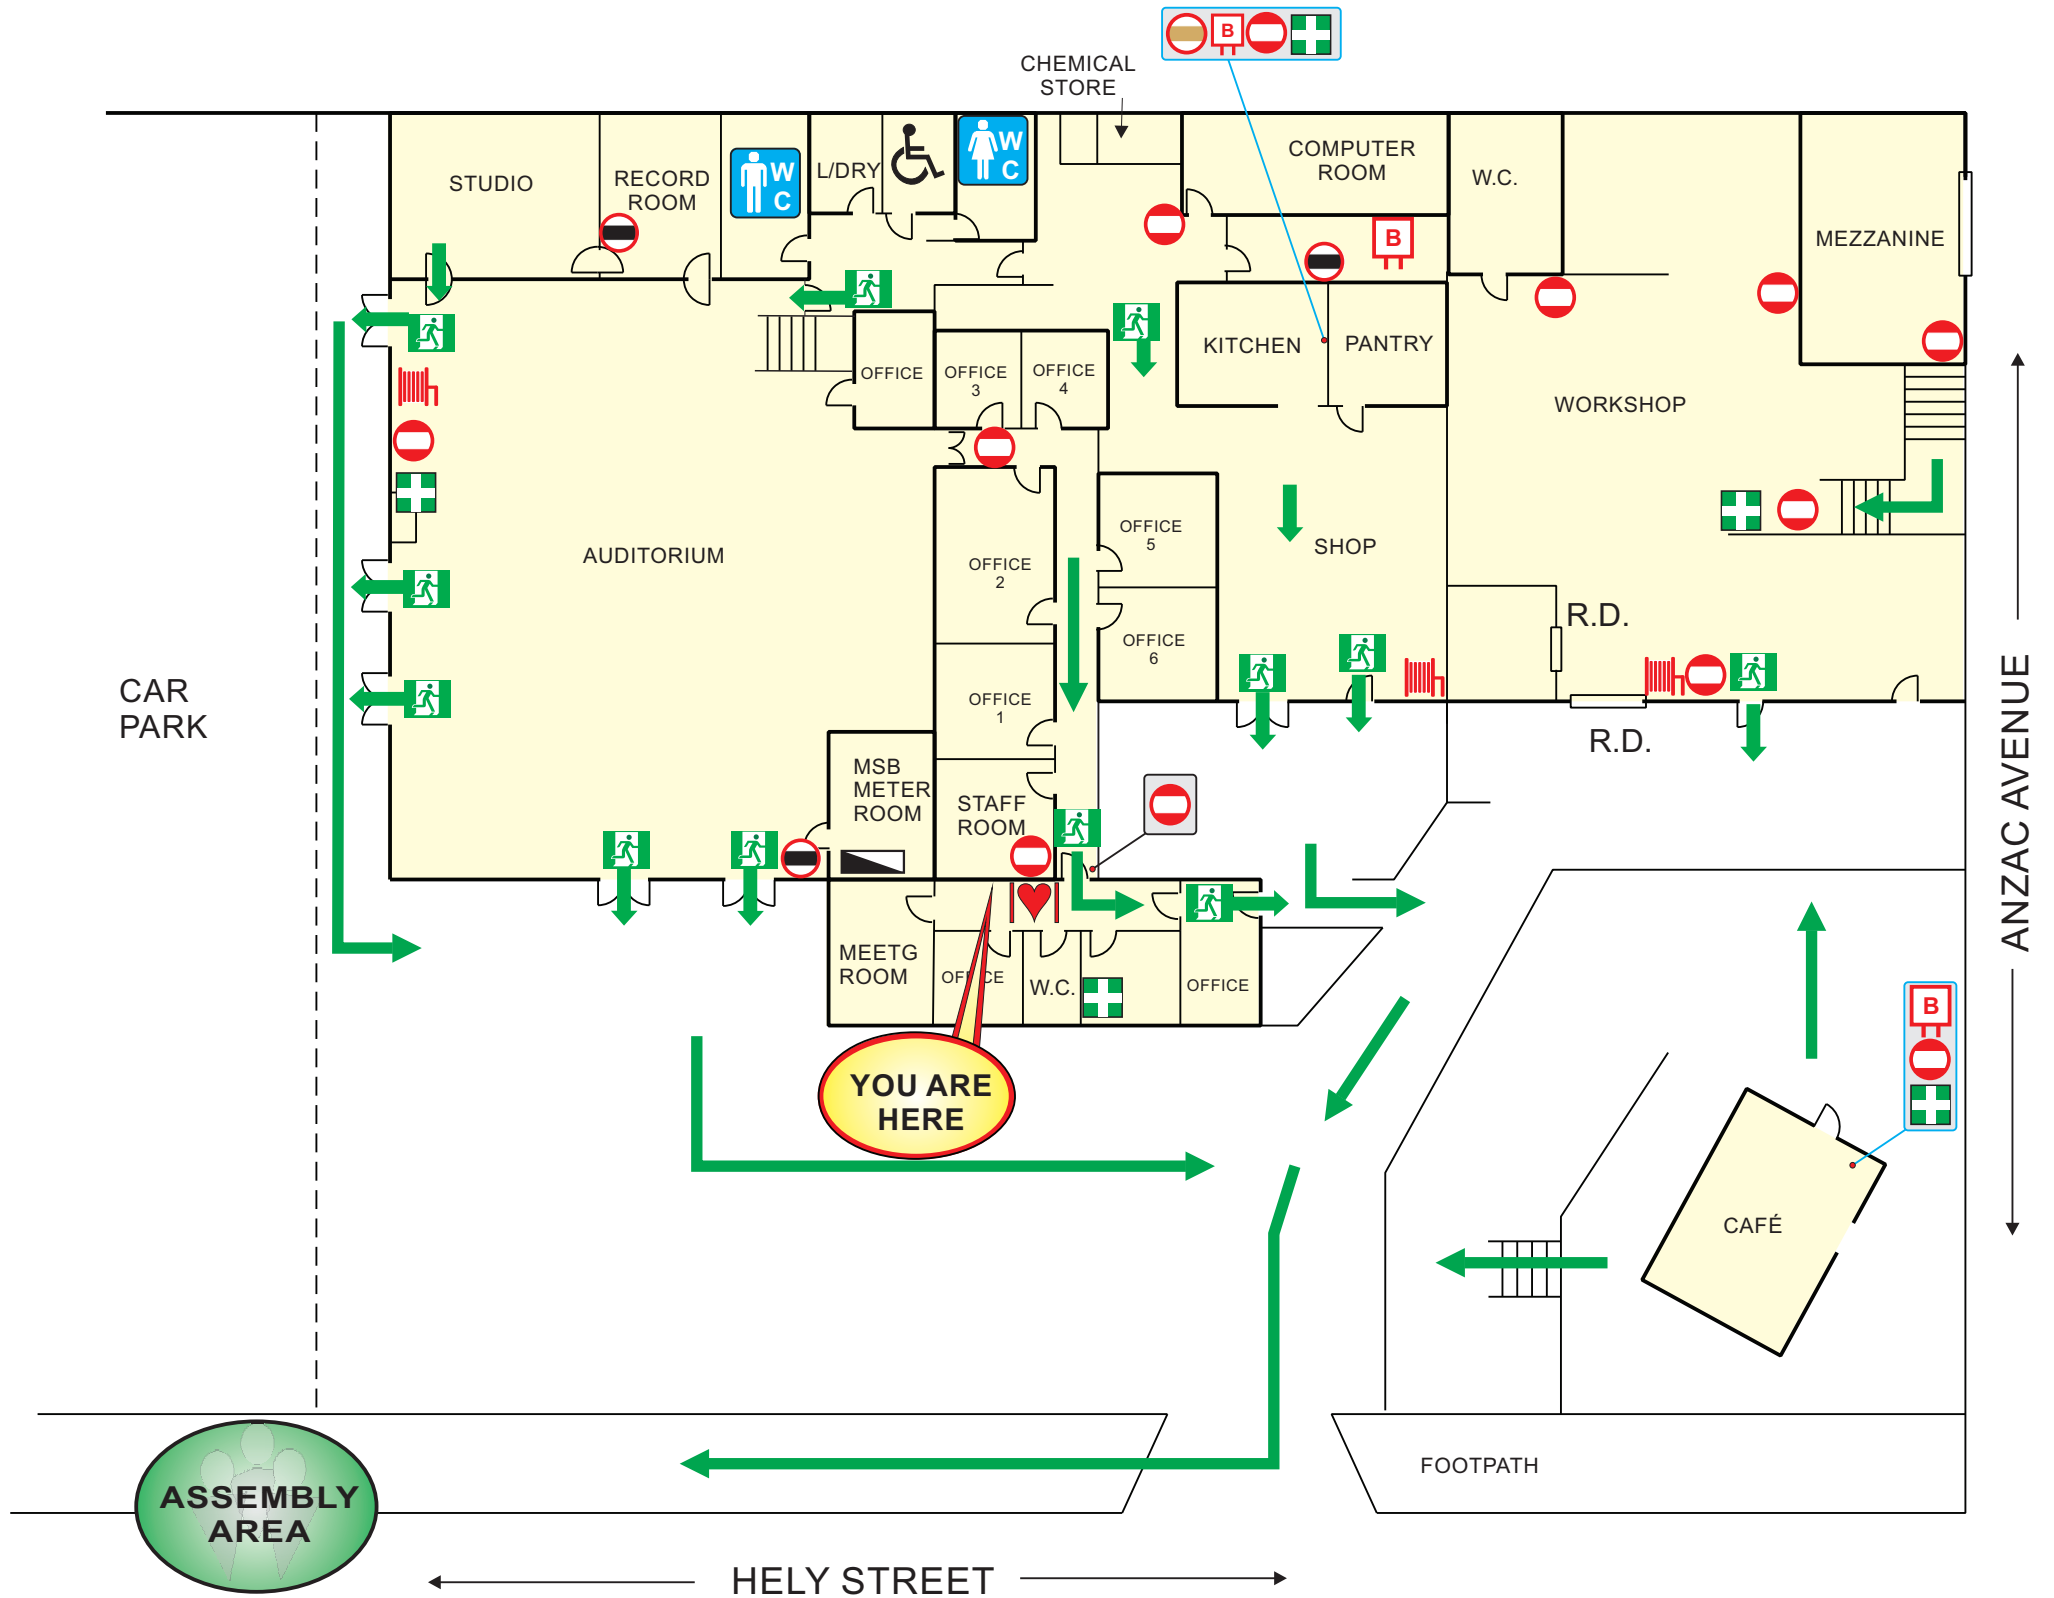 B
CHEMICAL
STORE
STUDIO
RECORD
ROOM
W
C
L/DRY
W
C
COMPUTER
ROOM
W.C.
MEZZANINE
B
KITCHEN
PANTRY
OFFICE
OFFICE
3
OFFICE
4
WORKSHOP
AUDITORIUM
OFFICE
2
OFFICE
5
SHOP
OFFICE
6
R.D.
CAR
PARK
OFFICE
1
R.D.
MSB
METER
ROOM
STAFF
ROOM
ANZAC AVENUE
MEETG
ROOM
OFFICE
W.C.
OFFICE
B
YOU ARE
HERE
CAFÉ
FOOTPATH
ASSEMBLY
AREA
HELY STREET